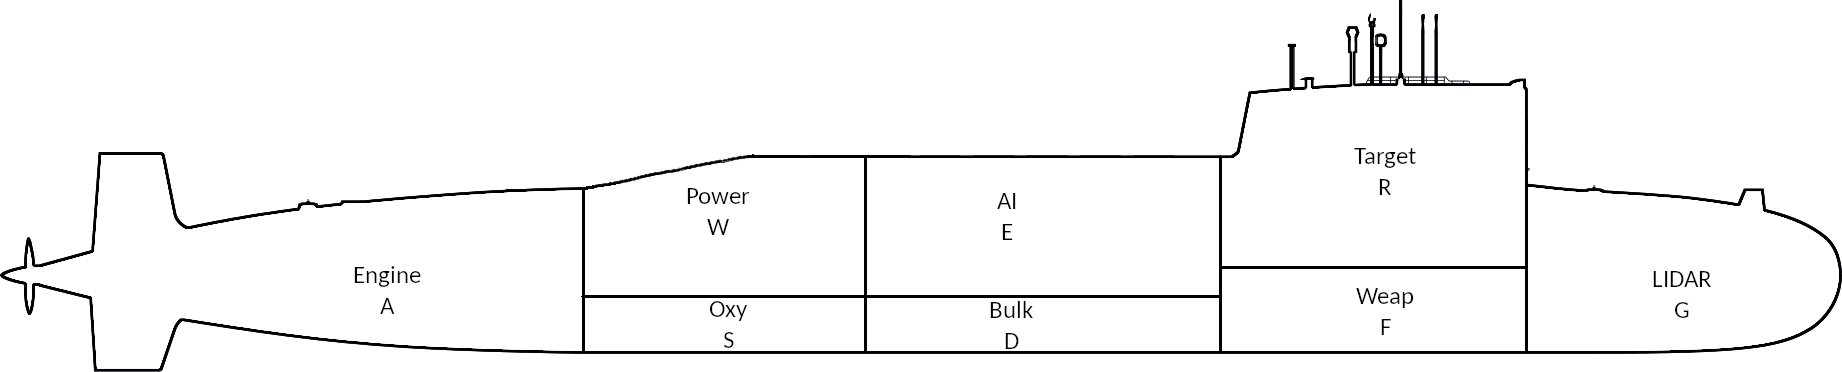 Engine
A
Power
W
Oxy
S
AI
E
Bulk
D
Target
R
Weap
F
LIDAR
G